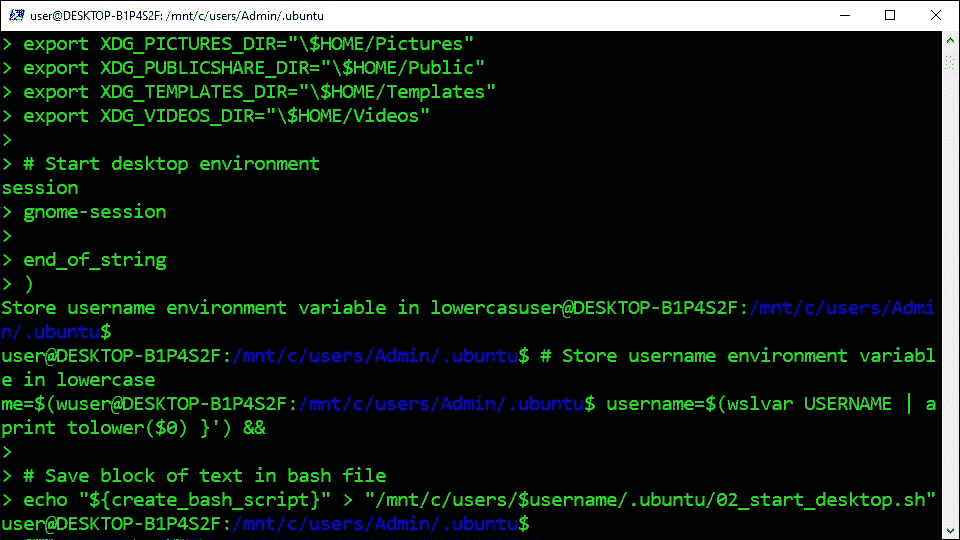 user@DESKTOP-B1P4S2F: /mnt/c/users/Admin/.ubuntu
> export XDG_PICTURES_DIR="\$HOME/Pictures"
> export XDG_PUBLICSHARE_DIR="\$HOME/Public"
> export XDG_TEMPLATES_DIR="\$HOME/Templates"
> export XDG_VIDEOS_DIR="\$HOME/Videos"
>
> # Start desktop environment
session
> gnome-session
>
> end_of_string
> )
Store username environment variable in lowercasuser@DESKTOP-B1P4S2F:/mnt/c/users/Admi
n/.ubuntu$
user@DESKTOP-B1P4S2F:/mnt/c/users/Admin/.ubuntu$ # Store username environment variabl
e in lowercase
me=$(wuser@DESKTOP-B1P4S2F:/mnt/c/users/Admin/.ubuntu$ username=$(wslvar USERNAME | a
print tolower($0) }') &&
>
> # Save block of text in bash file
> echo "${create_bash_script}" > "/mnt/c/users/$username/.ubuntu/02_start_desktop.sh"
user@DESKTOP-B1P4S2F:/mnt/c/users/Admin/.ubuntu$